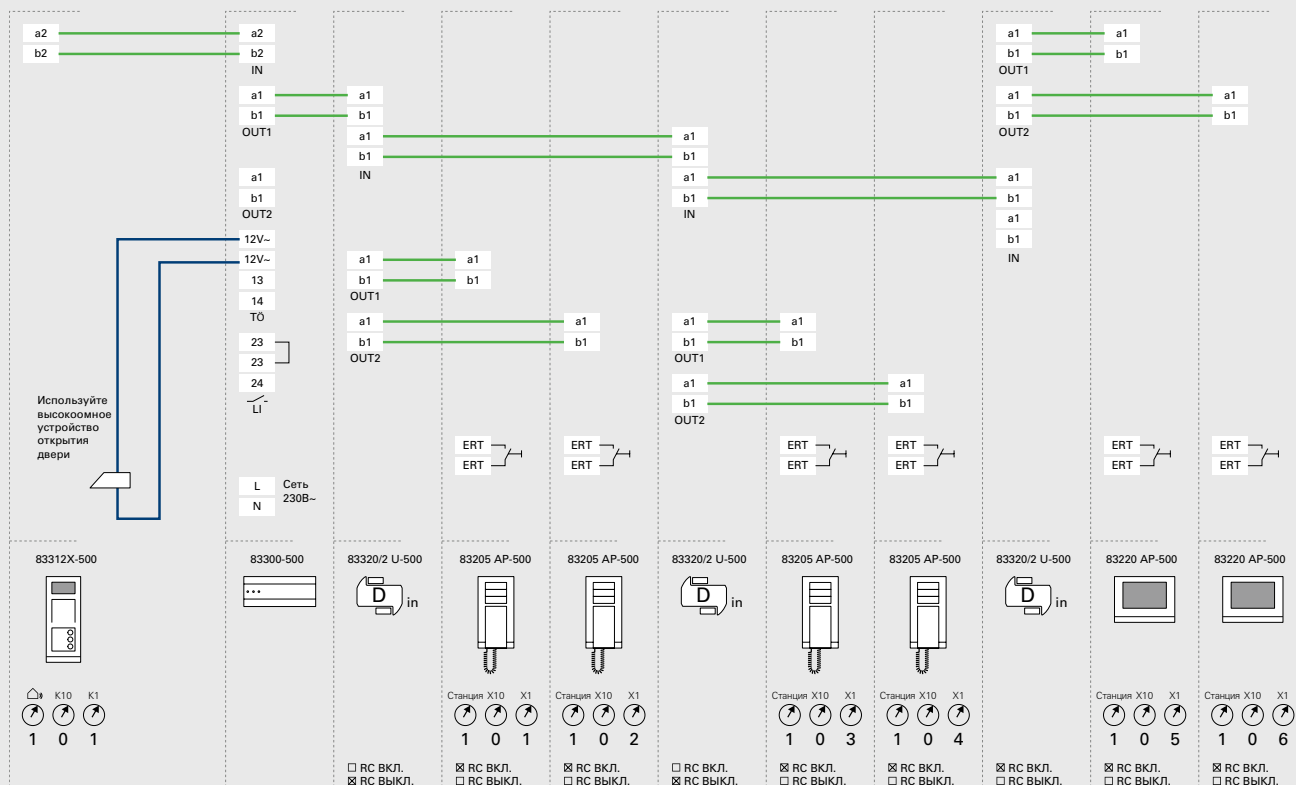 a2 a2 a1 a1
b2 b2 b1 b1
IN OUT1
a1 a1 a1 a1
b1 b1 b1 b1
OUT1 OUT2
a1 a1
b1 b1
IN
a1 a1 a1
b1 b1 b1
OUT2 IN
a1
b1
IN
12V~
12V~ a1 a1
13 b1 b1
OUT1
14
TÖ
a1 a1 a1 a1
23 b1 b1 b1 b1
OUT2 OUT1
23
24 a1 a1
b1 b1
OUT2
LI
Используйте
высокоомное
устройство
открытия
двери
ERT ERT ERT ERT ERT ERT
ERT ERT ERT ERT ERT ERT
L Сеть
N 230В~
83312X-500 83300-500 83320/2 U-500 83205 AP-500 83205 AP-500 83320/2 U-500 83205 AP-500 83205 AP-500 83320/2 U-500 83220 AP-500 83220 AP-500
D in D in D in
K10 K1 Станция X10 X1 Станция X10 X1 Станция X10 X1 Станция X10 X1 Станция X10 X1 Станция X10 X1
1 0 1 1 0 1 1 0 2 1 0 3 1 0 4 1 0 5 1 0 6
☐ RC ВКЛ. ☒ RC ВКЛ. ☒ RC ВКЛ. ☐ RC ВКЛ. ☒ RC ВКЛ. ☒ RC ВКЛ. ☒ RC ВКЛ. ☒ RC ВКЛ. ☒ RC ВКЛ.
☒ RC ВЫКЛ. ☐ RC ВЫКЛ. ☐ RC ВЫКЛ. ☒ RC ВЫКЛ. ☐ RC ВЫКЛ. ☐ RC ВЫКЛ. ☐ RC ВЫКЛ. ☐ RC ВЫКЛ. ☐ RC ВЫКЛ.